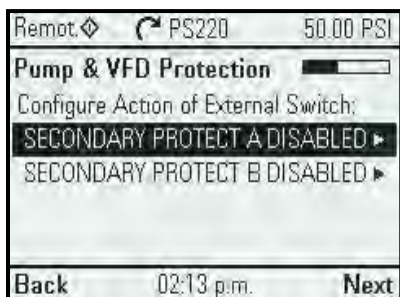 Remot. PS220 50.00 PSI
Pump & VFD Protection
Configure Action of External Switch:
SECONDARY PROTECT A DISABLED ▸
SECONDARY PROTECT B DISABLED ▸
Back 02:13 p.m. Next